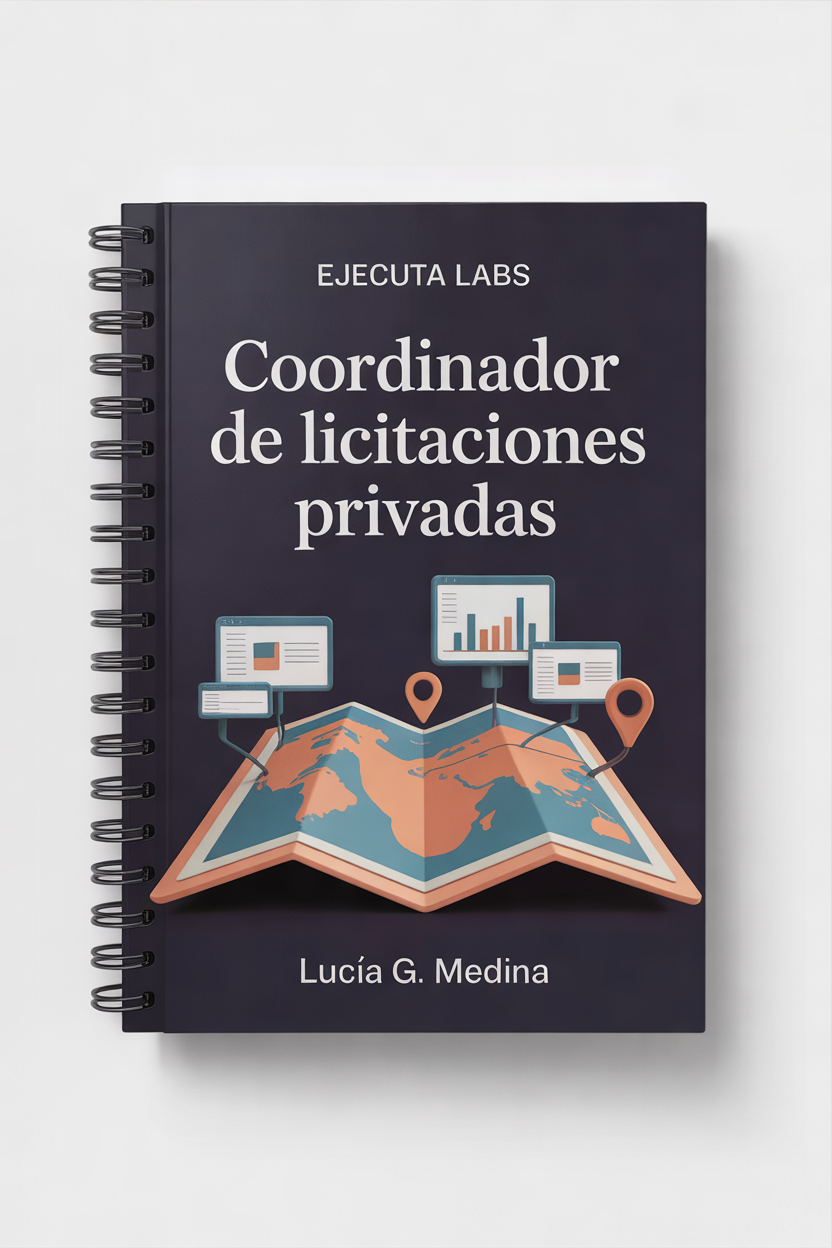 EJECUTA LABS
Coordinador
de licitaciones
privadas
Lucía G. Medina